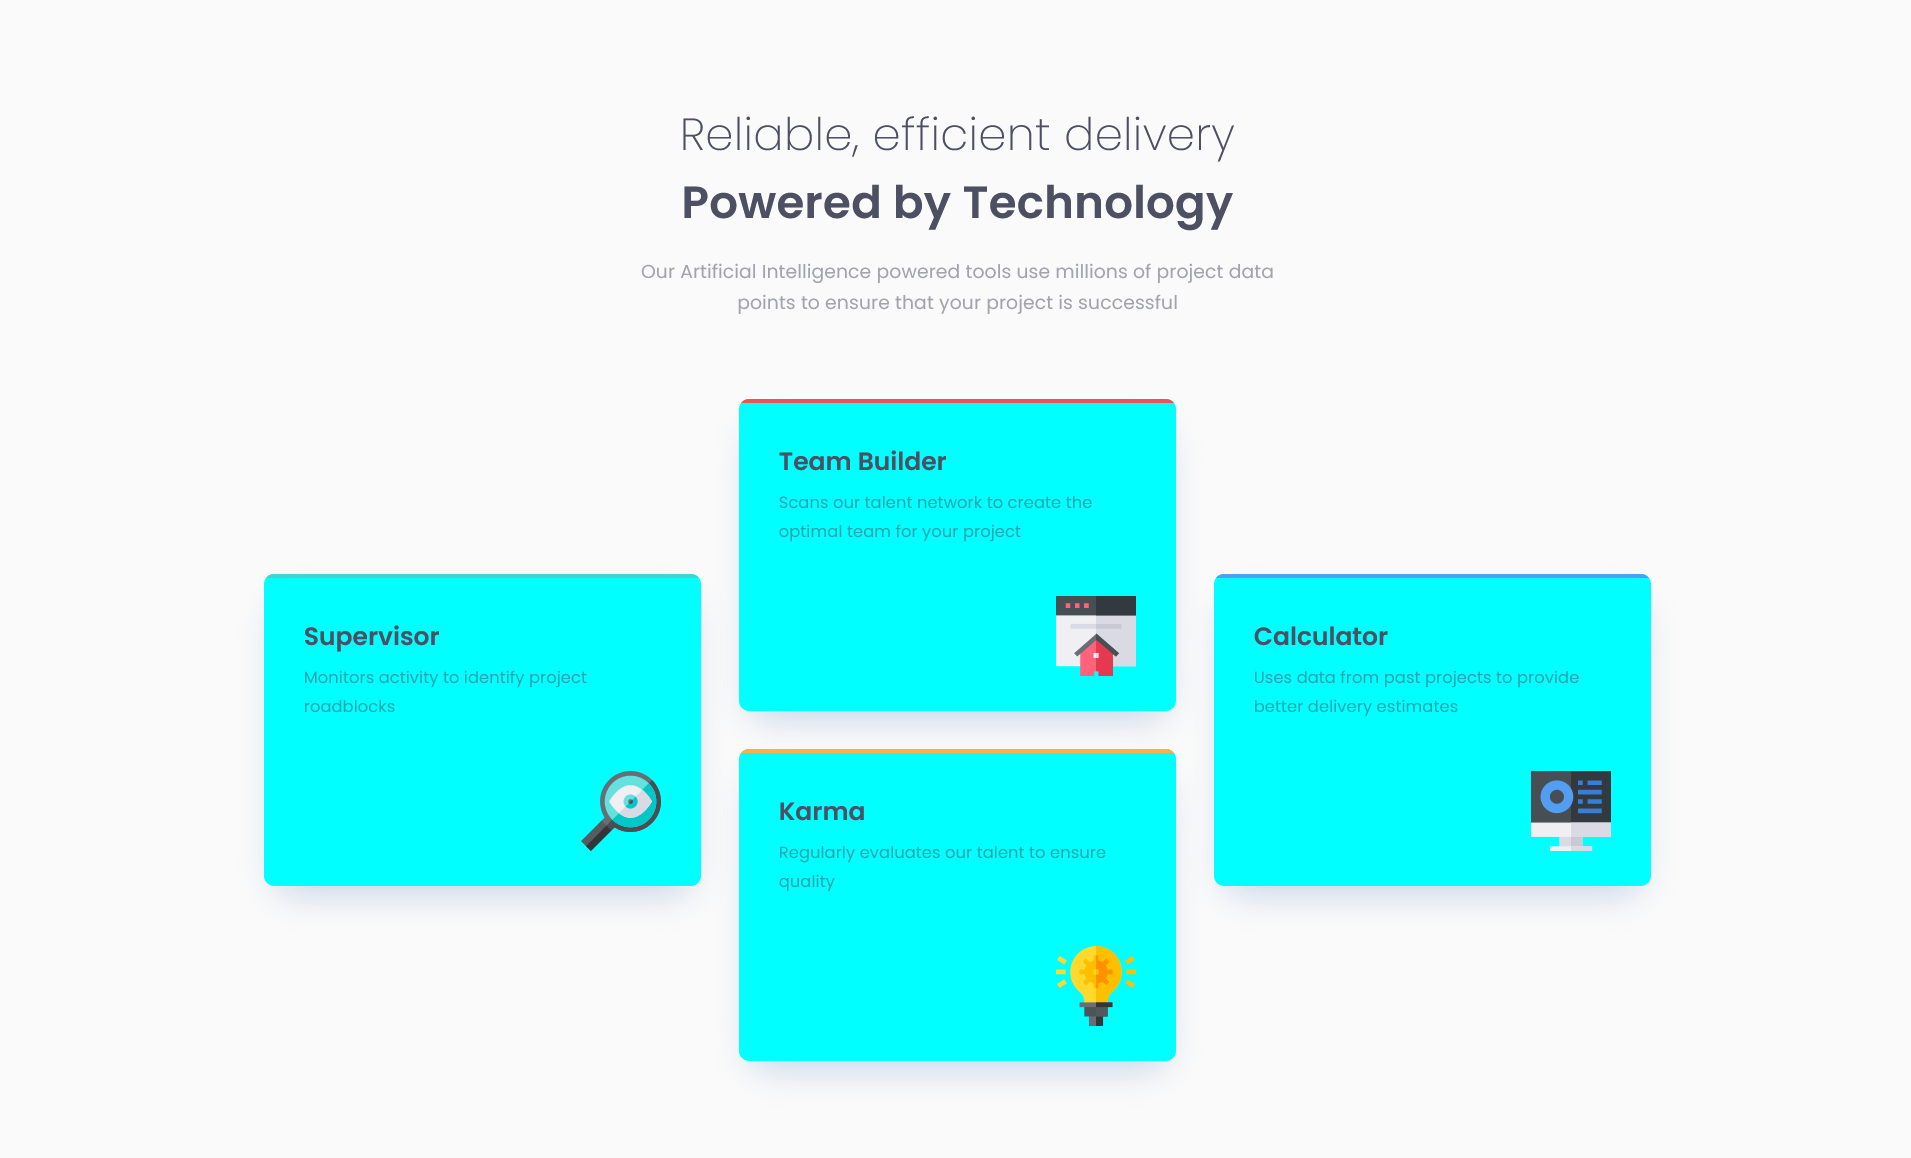 Reliable, efficient delivery
Powered by Technology
Our Artificial Intelligence powered tools use millions of project data
points to ensure that your project is successful
Supervisor
Monitors activity to identify project
roadblocks
Team Builder
Scans our talent network to create the
optimal team for your project
Karma
Regularly evaluates our talent to ensure
quality
Calculator
Uses data from past projects to provide
better delivery estimates